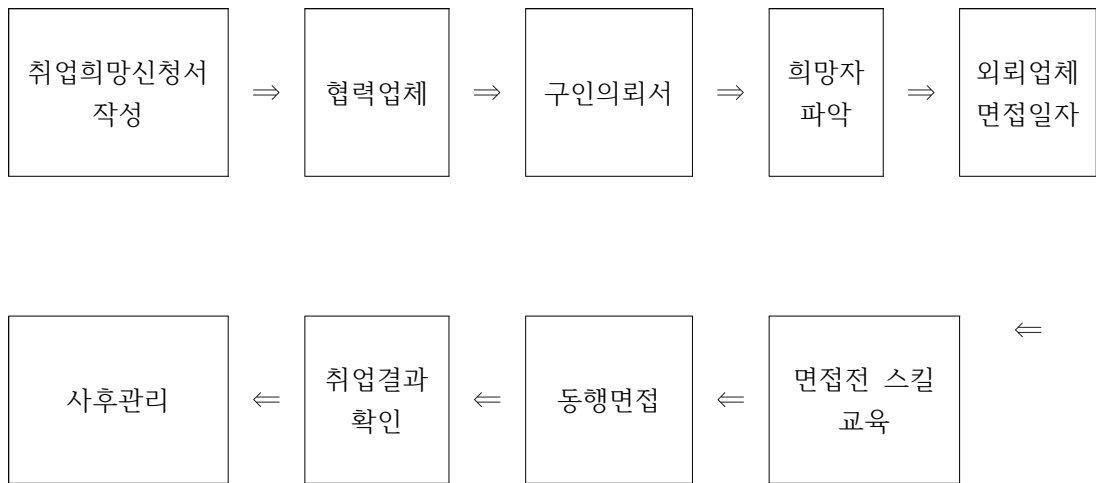 취업희망신청서
작성
⇒
협력업체
⇒
구인의뢰서
⇒
희망자
파악
⇒
외뢰업체
면접일자
⇐
면접전 스킬
교육
⇐
동행면접
⇐
취업결과
확인
⇐
사후관리